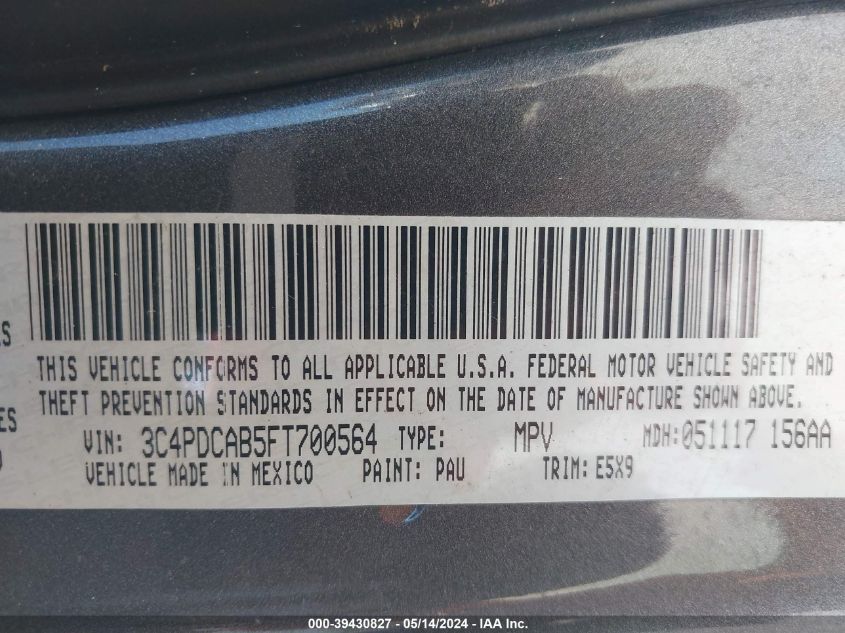 THIS VEHICLE CONFORMS TO ALL APPLICABLE U.S.A. FEDERAL MOTOR VEHICLE SAFETY AND
THEFT PREVENTION STANDARDS IN EFFECT ON THE DATE OF MANUFACTURE SHOWN ABOVE.
VIN: 3C4PDCAB5FT700564 TYPE: MPV MDH:051117 156AA
VEHICLE MADE IN MEXICO PAINT: PAU TRIM: E5X9
000-39430827 - 05/14/2024 - IAA Inc.